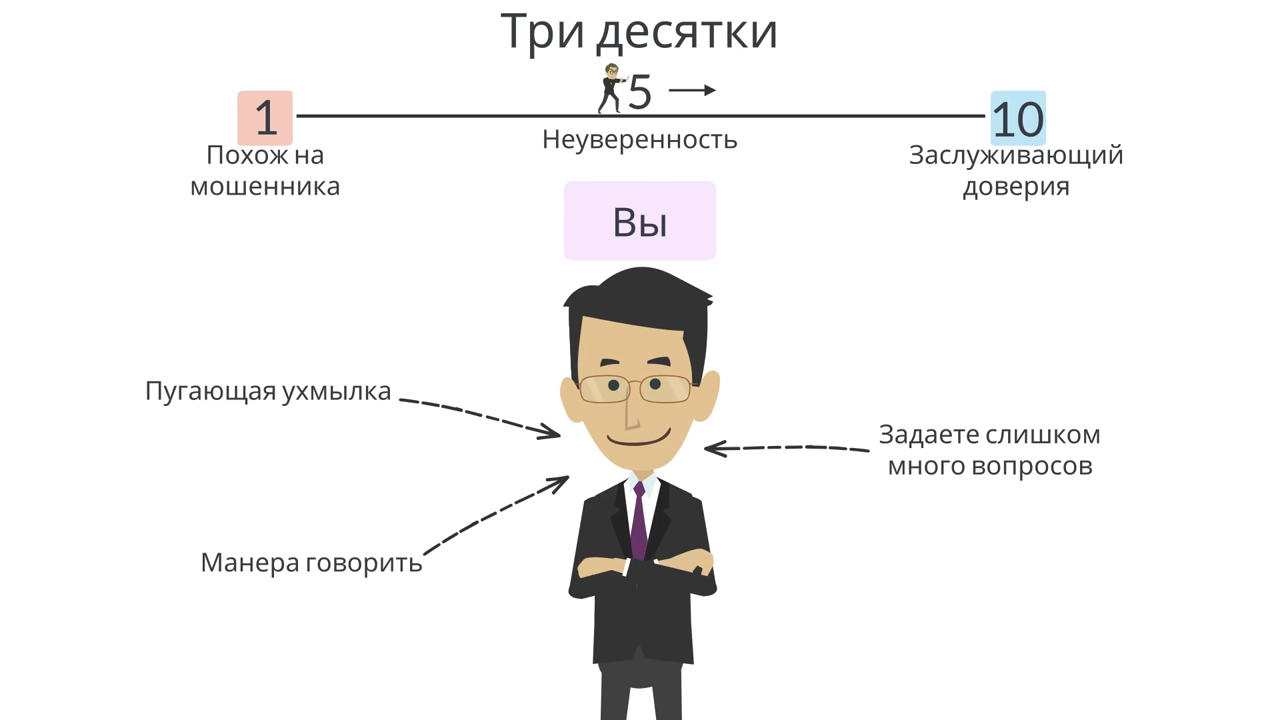 Три десятки
1
5
10
Неуверенность
Похож на
мошенника
Заслуживающий
доверия
Вы
Пугающая ухмылка
Задаете слишком
много вопросов
Манера говорить